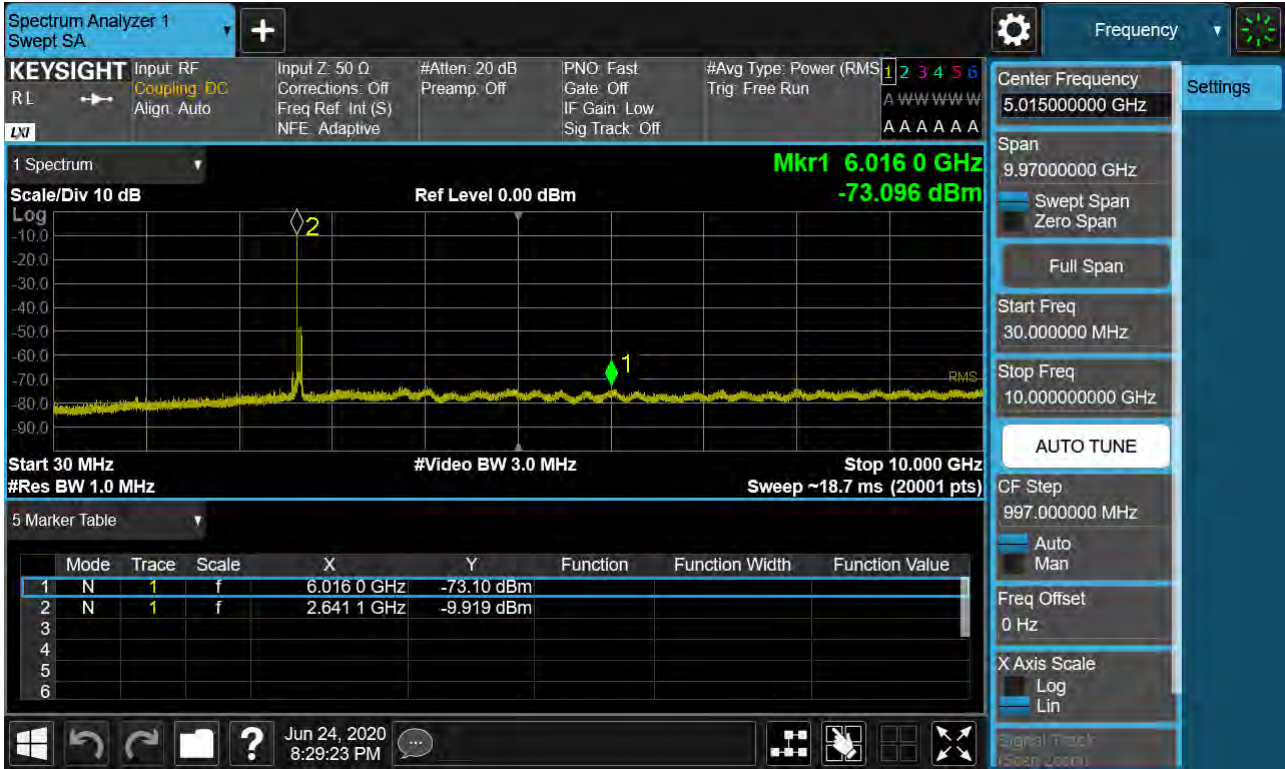 Spectrum Analyzer 1
Swept SA
+
Frequency
KEYSIGHT
RL
LXI
Input: RF
Coupling: DC
Align: Auto
Input Z: 50 Ω
Corrections: Off
Freq Ref: Int (S)
NFE: Adaptive
#Atten: 20 dB
Preamp: Off
PNO: Fast
Gate: Off
IF Gain: Low
Sig Track: Off
#Avg Type: Power (RMS
Trig: Free Run
1 2 3 4 5 6
A W W W W W
A A A A A A
1 Spectrum
Mkr1 6.016 0 GHz
-73.096 dBm
Scale/Div 10 dB
Ref Level 0.00 dBm
Log
-10.0
-20.0
-30.0
-40.0
-50.0
-60.0
-70.0
-80.0
-90.0
2
1
RMS
Start 30 MHz
#Video BW 3.0 MHz
Stop 10.000 GHz
#Res BW 1.0 MHz
Sweep ~18.7 ms (20001 pts)
5 Marker Table
Mode Trace Scale X Y Function Function Width Function Value
1 N 1 f 6.016 0 GHz -73.10 dBm
2 N 1 f 2.641 1 GHz -9.919 dBm
3
4
5
6
?
Jun 24, 2020
8:29:23 PM
Center Frequency
5.015000000 GHz
Settings
Span
9.97000000 GHz
Swept Span
Zero Span
Full Span
Start Freq
30.000000 MHz
Stop Freq
10.000000000 GHz
AUTO TUNE
CF Step
997.000000 MHz
Auto
Man
Freq Offset
0 Hz
X Axis Scale
Log
Lin
Signal Track
(Span Zoom)